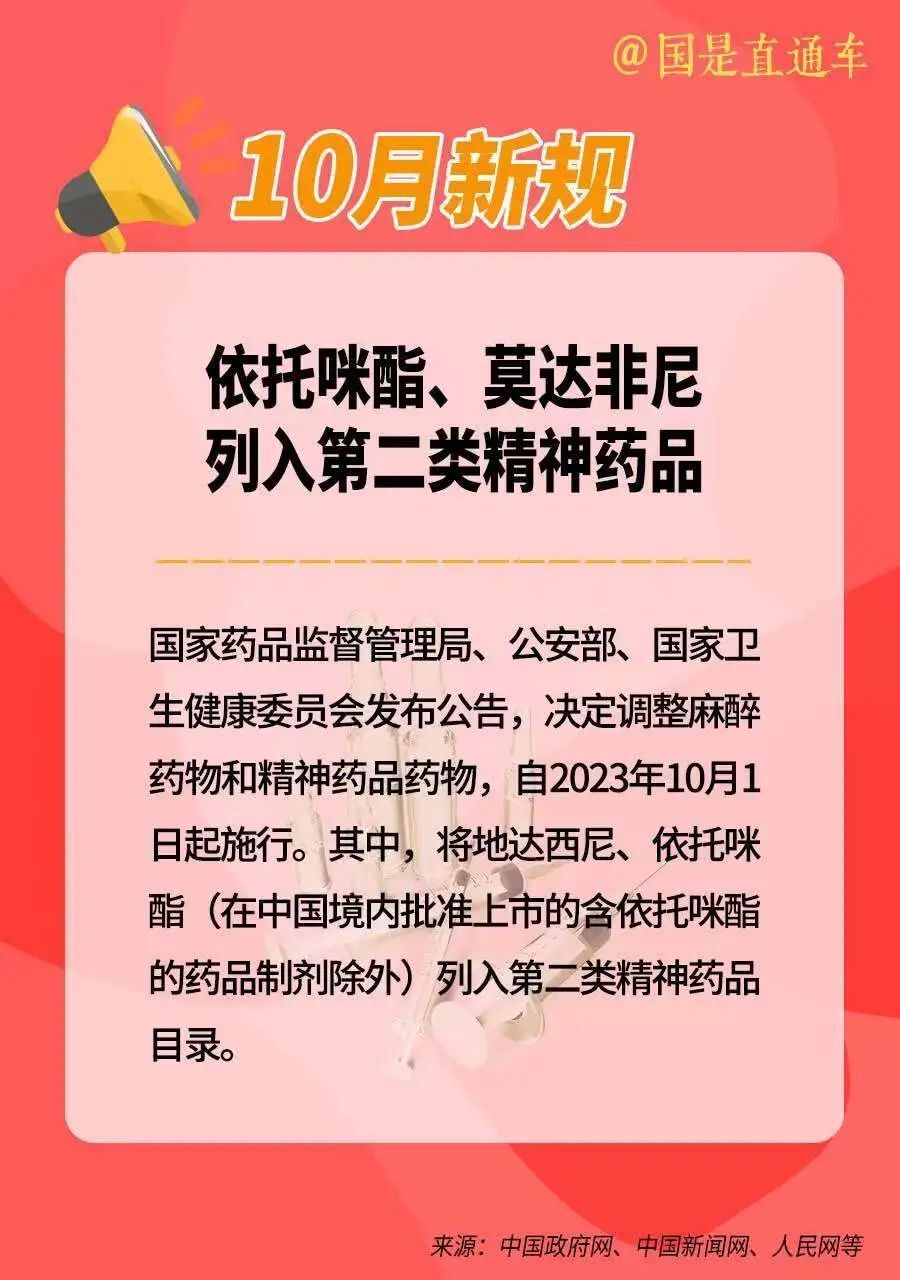 @国是直通车
10月新规
依托咪酯、莫达非尼
列入第二类精神药品
国家药品监督管理局、公安部、国家卫
生健康委员会发布公告，决定调整麻醉
药物和精神药品药物，自2023年10月1
日起施行。其中，将地达西尼、依托咪
酯（在中国境内批准上市的含依托咪酯
的药品制剂除外）列入第二类精神药品
目录。
来源：中国政府网、中国新闻网、人民网等